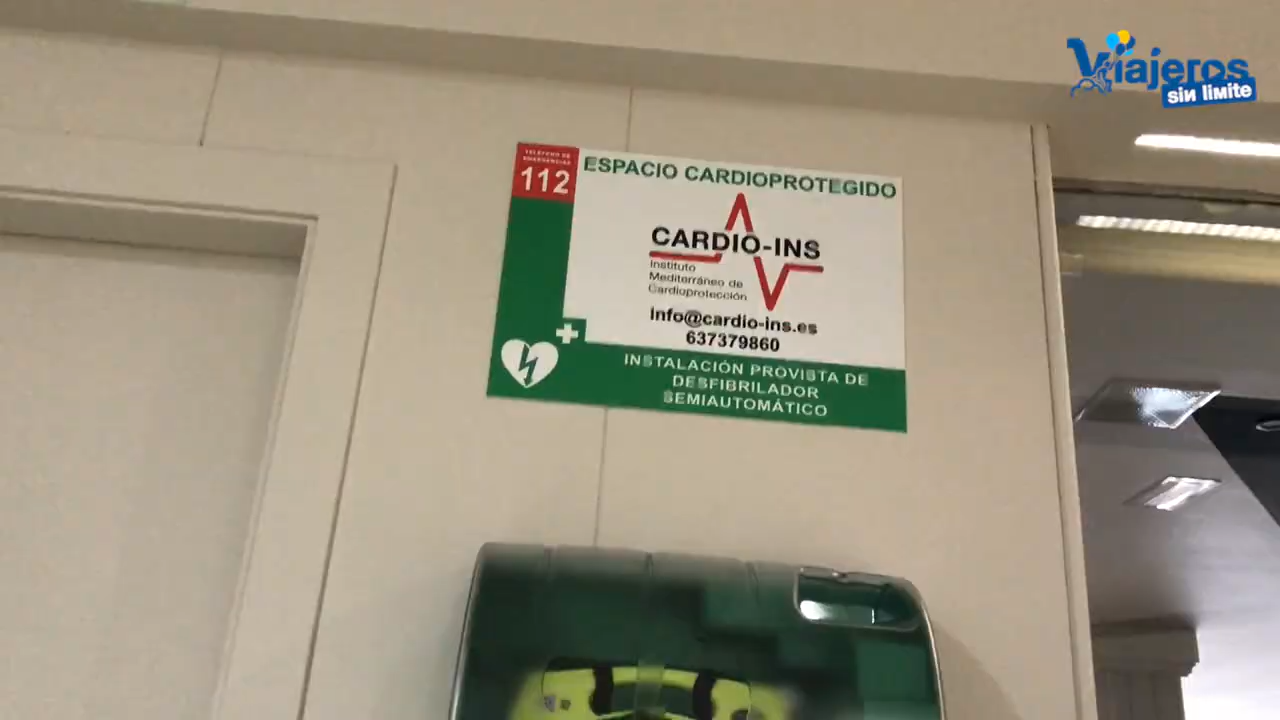 Viajeros
sin limite
TELÉFONO DE
EMERGENCIAS
112
ESPACIO CARDIOPROTEGIDO
CARDIO-INS
Instituto
Mediterráneo de
Cardioprotección
info@cardio-ins.es
637379860
INSTALACIÓN PROVISTA DE
DESFIBRILADOR
SEMIAUTOMÁTICO